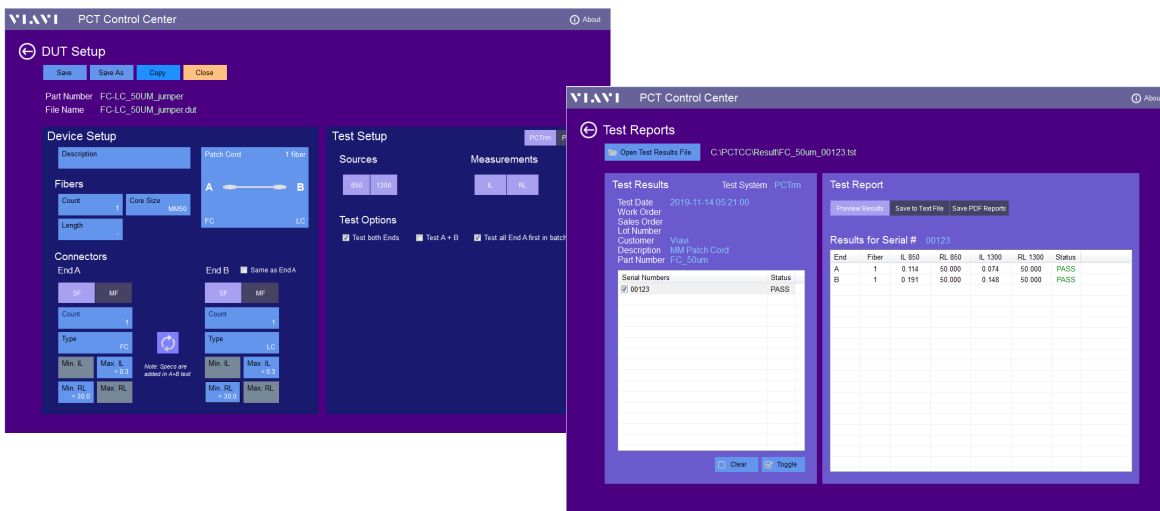 VIAVI PCT Control Center About
DUT Setup
Save Save As Copy Close
Part Number FC-LC_50UM_jumper
File Name FC-LC_50UM_jumper.dut
Device Setup
Description
Patch Cord 1 fiber
A B
FC LC
Fibers
Count 1
Core Size MM50
Length
Connectors
End A
SF MF
Count 1
Type FC
Min. IL Max. IL < 0.3
Min. RL > 30.0 Max. RL
Note: Specs are
added in A+B test
End B Same as End A
SF MF
Count 1
Type LC
Min. IL Max. IL < 0.3
Min. RL > 30.0 Max. RL
Test Setup PCTrm P
Sources Measurements
850 1300 IL RL
Test Options
Test both Ends Test A + B Test all End A first in batch
VIAVI PCT Control Center Abou
Test Reports
Open Test Results File C:\PCTCC\Result\FC_50um_00123.tst
Test Results Test System PCTrm
Test Date 2019-11-14 05:21:00
Work Order
Sales Order
Lot Number
Customer Viavi
Description MM Patch Cord
Part Number FC_50um
Serial Numbers Status
00123 PASS
Clear Toggle
Test Report
Preview Results Save to Text File Save PDF Reports
Results for Serial # 00123
End Fiber IL 850 RL 850 IL 1300 RL 1300 Status
A 1 0.114 50.000 0.074 50.000 PASS
B 1 0.191 50.000 0.148 50.000 PASS